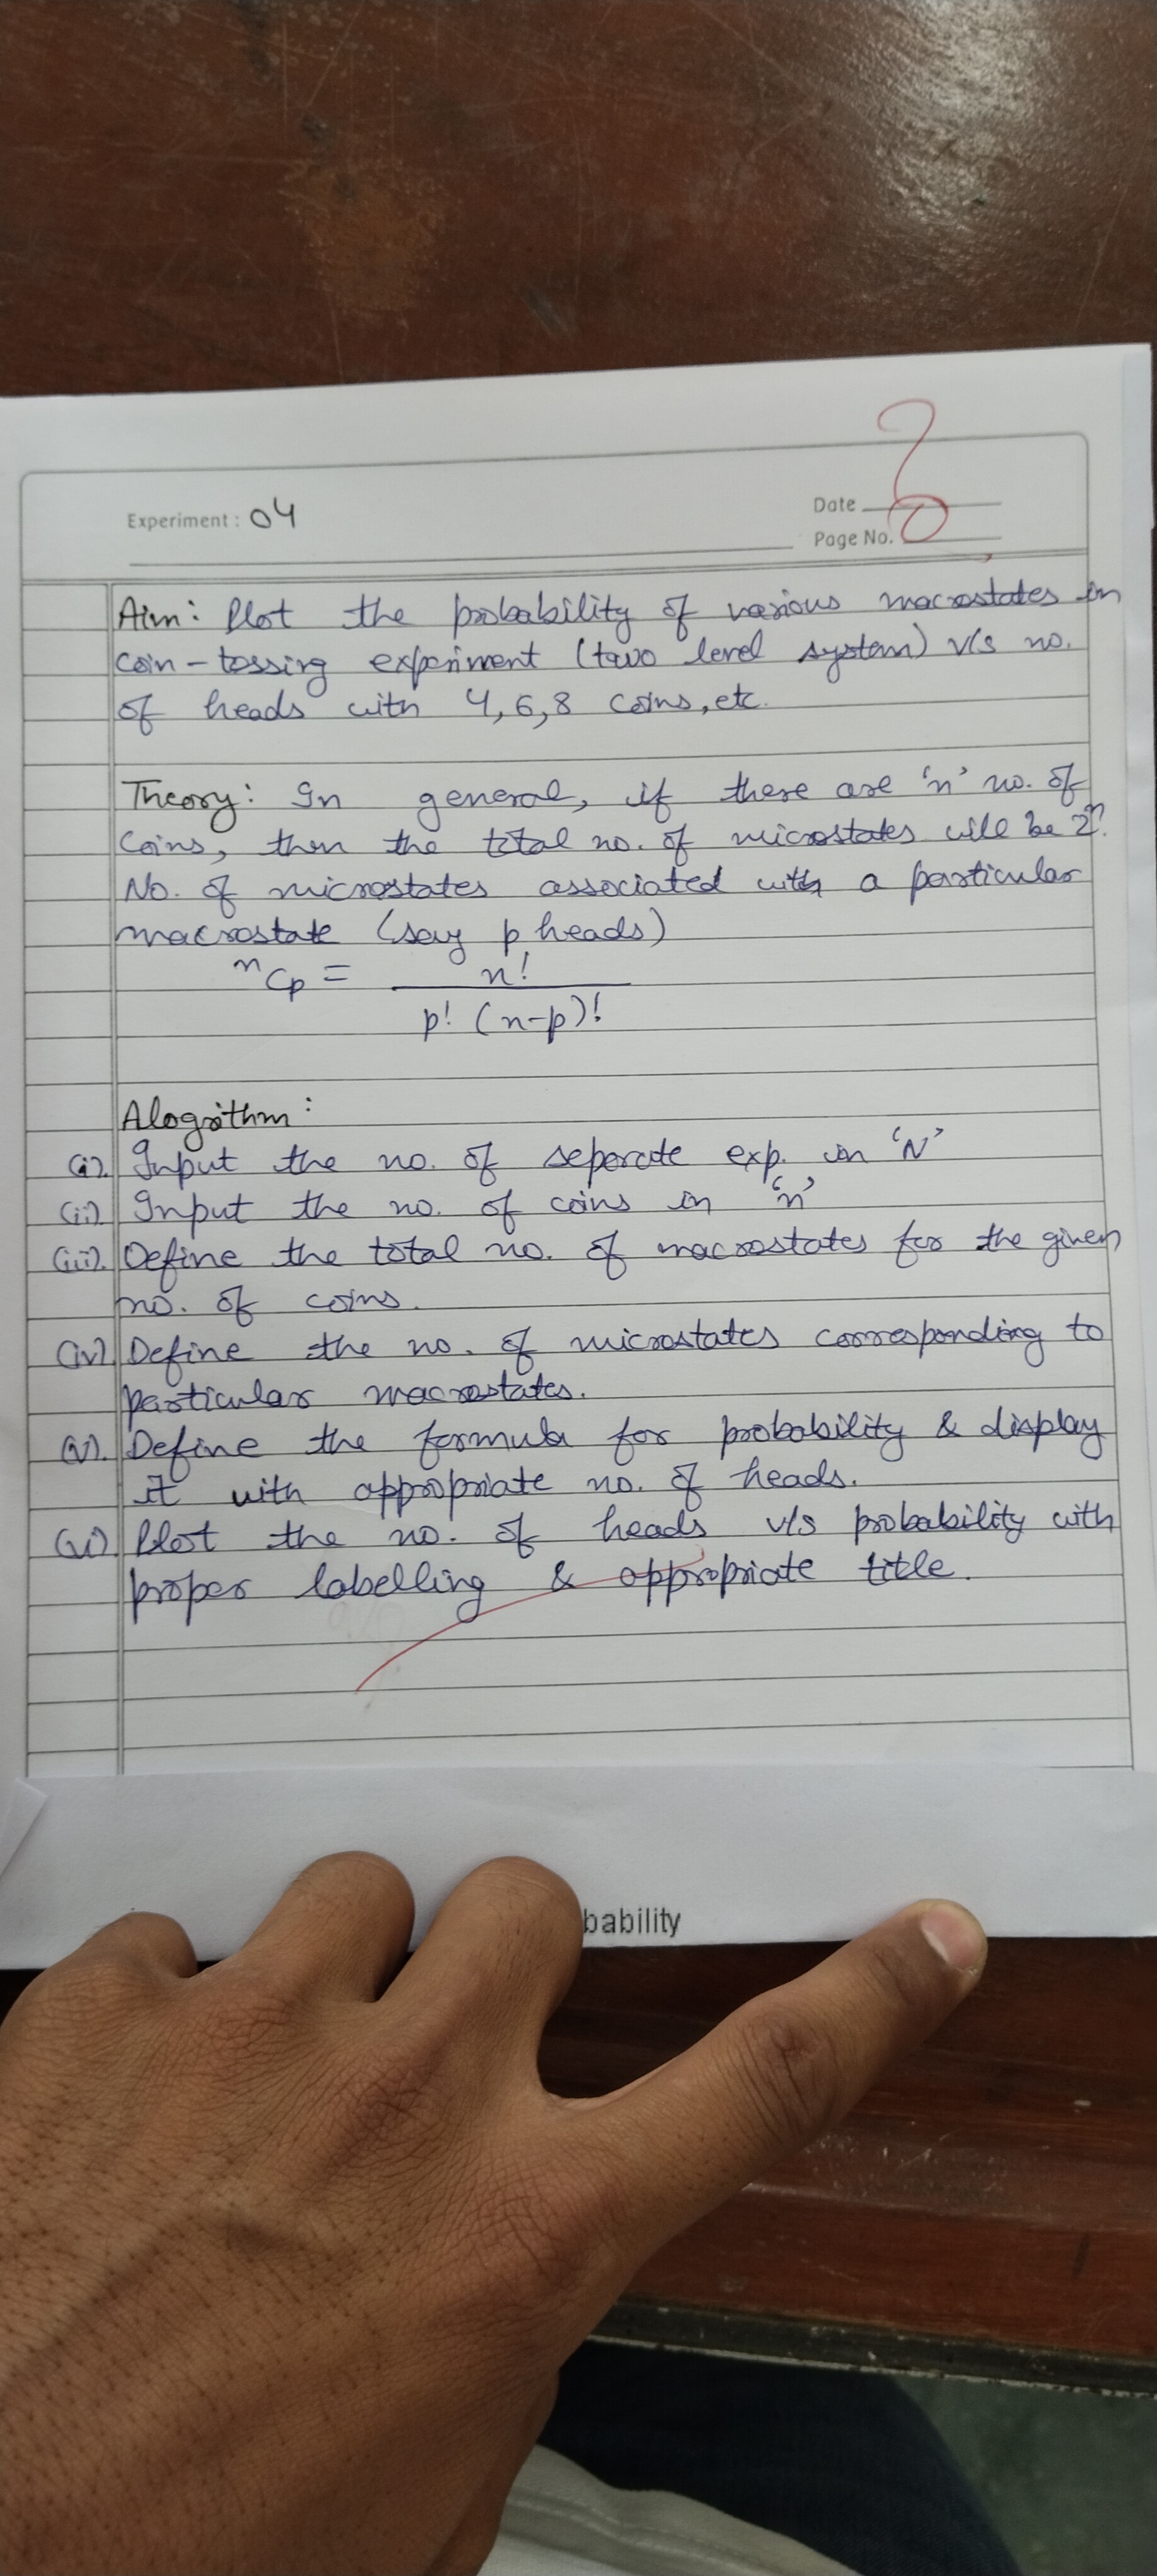 Experiment: 04
Date
Page No.
Aim: Plot the probability of various macrostates in
coin-tossing experiment (two level system) v/s no.
of heads with 4,6,8 coins, etc.
Theory: In general, if there are 'n' no. of
coins, then the total no. of microstates will be 2ⁿ.
No. of microstates associated with a particular
macrostate (say p heads)
ⁿCp = n!
p! (n-p)!
Alogrithm:
(i). Input the no. of seperate exp. in 'N'
(ii) Input the no. of coins in 'n'
(iii). Define the total no. of macrostates for the given
no. of coins.
(iv) Define the no. of microstates corresponding to
particular macrostates.
(v). Define the formula for probability & display
it with appropriate no. of heads.
(vi) Plot the no. of heads v/s probability with
proper labelling & appropriate title.
bability